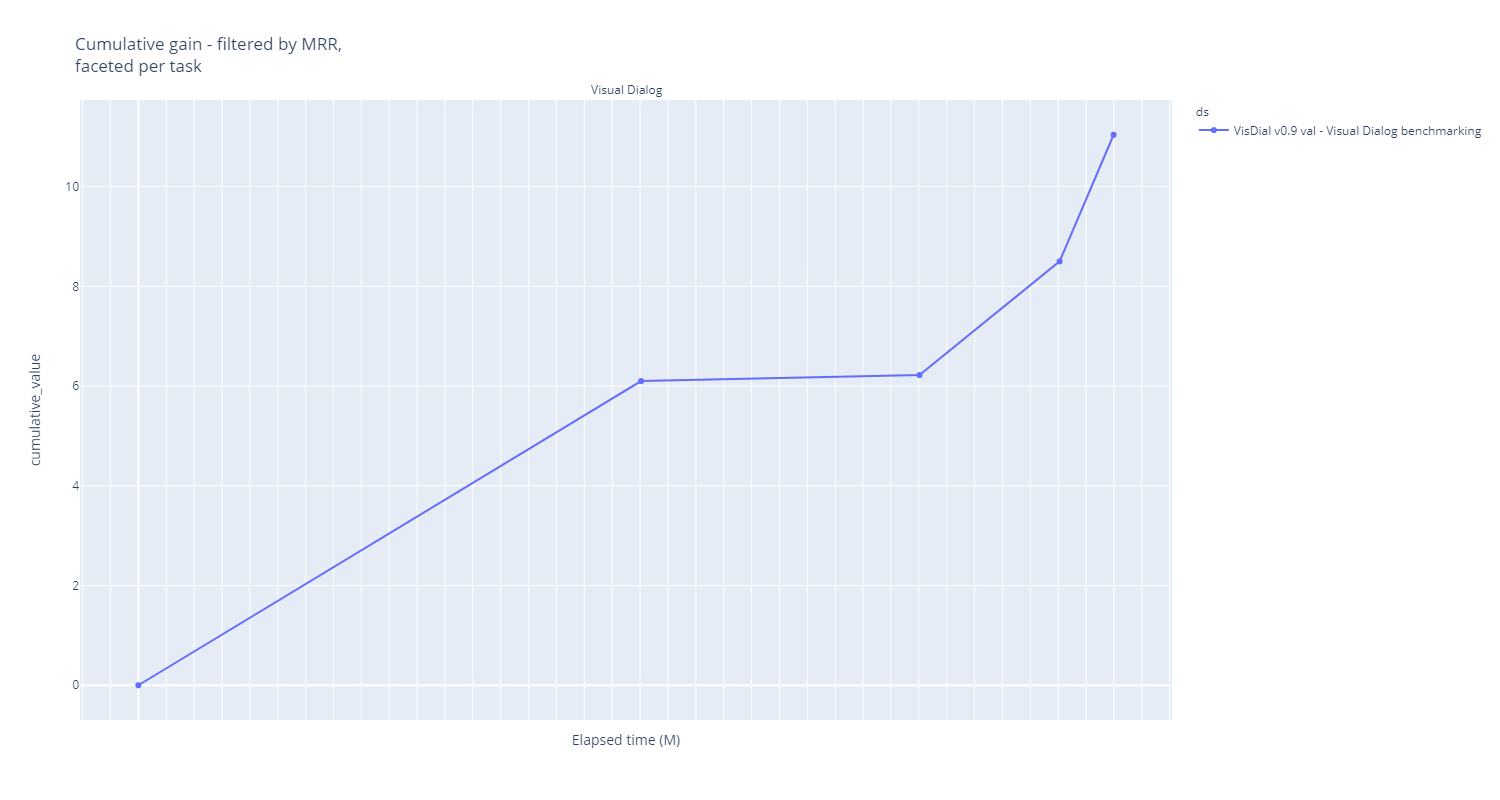 Cumulative gain - filtered by MRR,
faceted per task
Visual Dialog
ds
VisDial v0.9 val - Visual Dialog benchmarking
10
8
6
4
2
0
cumulative_value
Elapsed time (M)